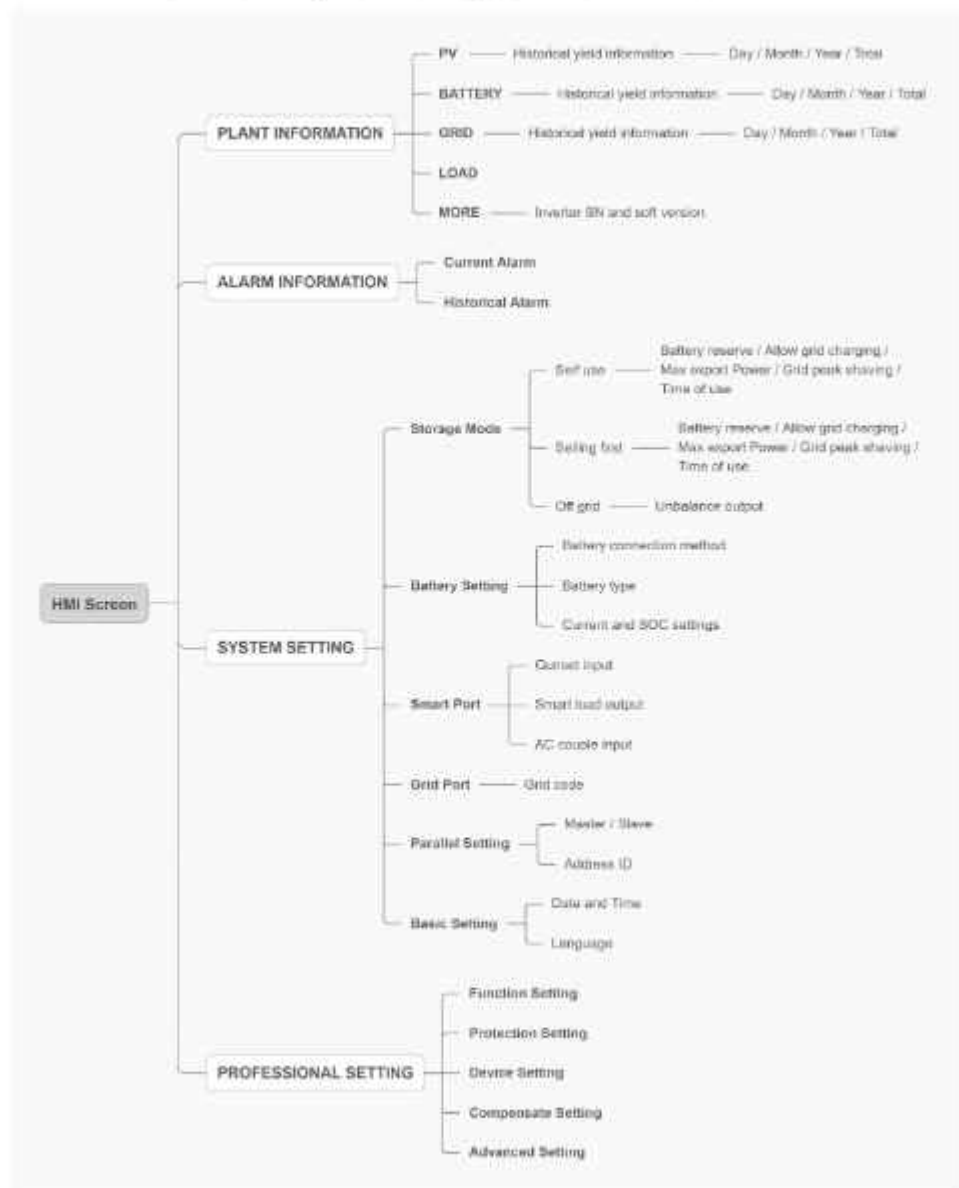 PV
Historical yield information
Day / Month / Year / Total
BATTERY
Historical yield information
Day / Month / Year / Total
PLANT INFORMATION
GRID
Historical yield information
Day / Month / Year / Total
LOAD
MORE
Inverter SN and soft version
ALARM INFORMATION
Current Alarm
Historical Alarm
Storage Mode
Self use
Battery reserve / Allow grid charging /
Max export Power / Grid peak shaving /
Time of use
Selling first
Battery reserve / Allow grid charging /
Max export Power / Grid peak shaving /
Time of use
Off grid
Unbalance output
HMI Screen
SYSTEM SETTING
Battery Setting
Battery connection method
Battery type
Current and SOC settings
Smart Port
input
Smart load output
AC couple input
Grid Port
Grid code
Parallel Setting
Master / Slave
Address ID
Basic Setting
Date and Time
Language
PROFESSIONAL SETTING
Function Setting
Protection Setting
Device Setting
Compensate Setting
Advanced Setting